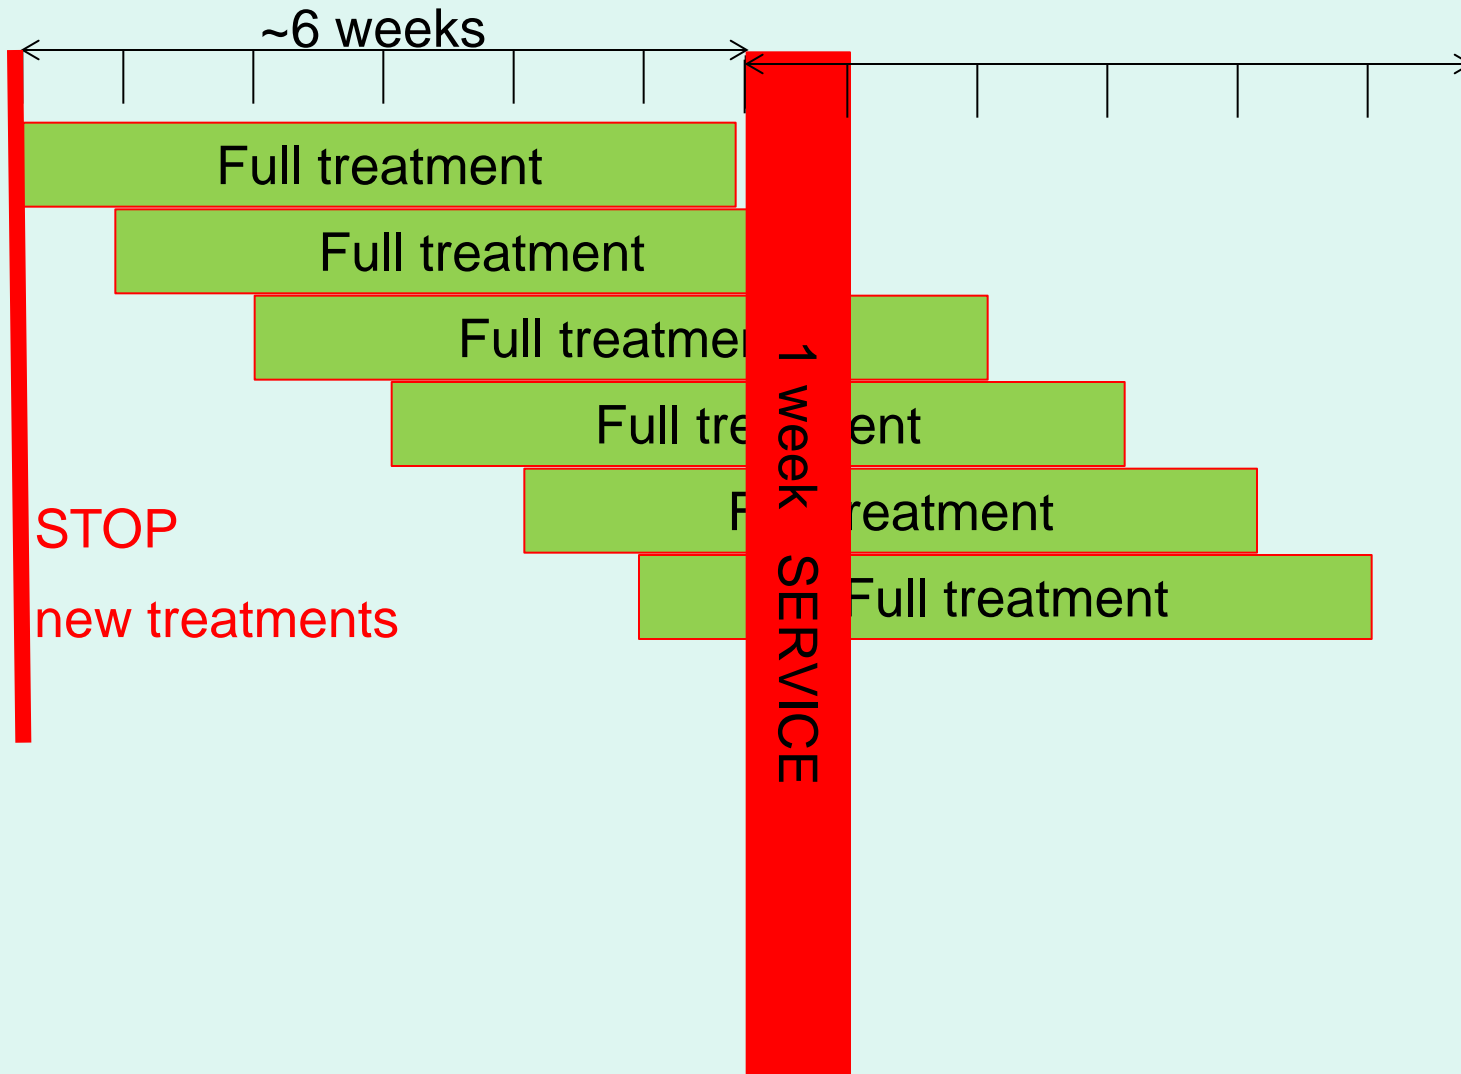 ~6 weeks
Full treatment
Full treatment
Full treatmen
Full tre ent
F reatment
Full treatment
1 week SERVICE
STOP
new treatments